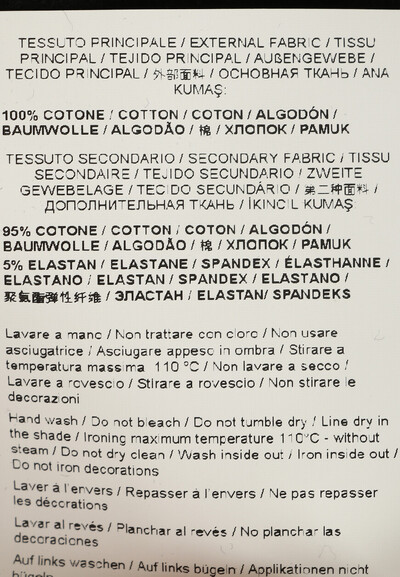 TESSUTO PRINCIPALE / EXTERNAL FABRIC / TISSU
PRINCIPAL / TEJIDO PRINCIPAL / AUßENGEWEBE /
TECIDO PRINCIPAL / 外部面料 / ОСНОВНАЯ ТКАНЬ / ANA
KUMAŞ:
100% COTONE / COTTON / COTON / ALGODÓN /
BAUMWOLLE / ALGODÃO / 棉 / ХЛОПОК / PAMUK
TESSUTO SECONDARIO / SECONDARY FABRIC / TISSU
SECONDAIRE / TEJIDO SECUNDARIO / ZWEITE
GEWEBELAGE / TECIDO SECUNDÁRIO / 第二种面料 /
ДОПОЛНИТЕЛЬНАЯ ТКАНЬ / İKINCIL KUMAŞ
95% COTONE / COTTON / COTON / ALGODÓN /
BAUMWOLLE / ALGODÃO / 棉 / ХЛОПОК / PAMUK
5% ELASTAN / ELASTANE / SPANDEX / ÉLASTHANNE /
ELASTANO / ELASTAN / SPANDEX / ELASTANO /
聚氨酯弹性纤维 / ЭЛАСТАН / ELASTAN/ SPANDEKS
Lavare a mano / Non trattare con cloro / Non usare
asciugatrice / Asciugare appeso in ombra / Stirare a
temperatura massima 110 °C / Non lavare a secco /
Lavare a rovescio / Stirare a rovescio / Non stirare le
decorazioni
Hand wash / Do not bleach / Do not tumble dry / Line dry in
the shade / Ironing maximum temperature 110°C - without
steam / Do not dry clean / Wash inside out / Iron inside out /
Do not iron decorations
Laver à l'envers / Repasser à l'envers / Ne pas repasser
les décorations
Lavar al revés / Planchar al revés / No planchar las
decoraciones
Auf links waschen / Auf links bügeln / Applikationen nicht
bügeln